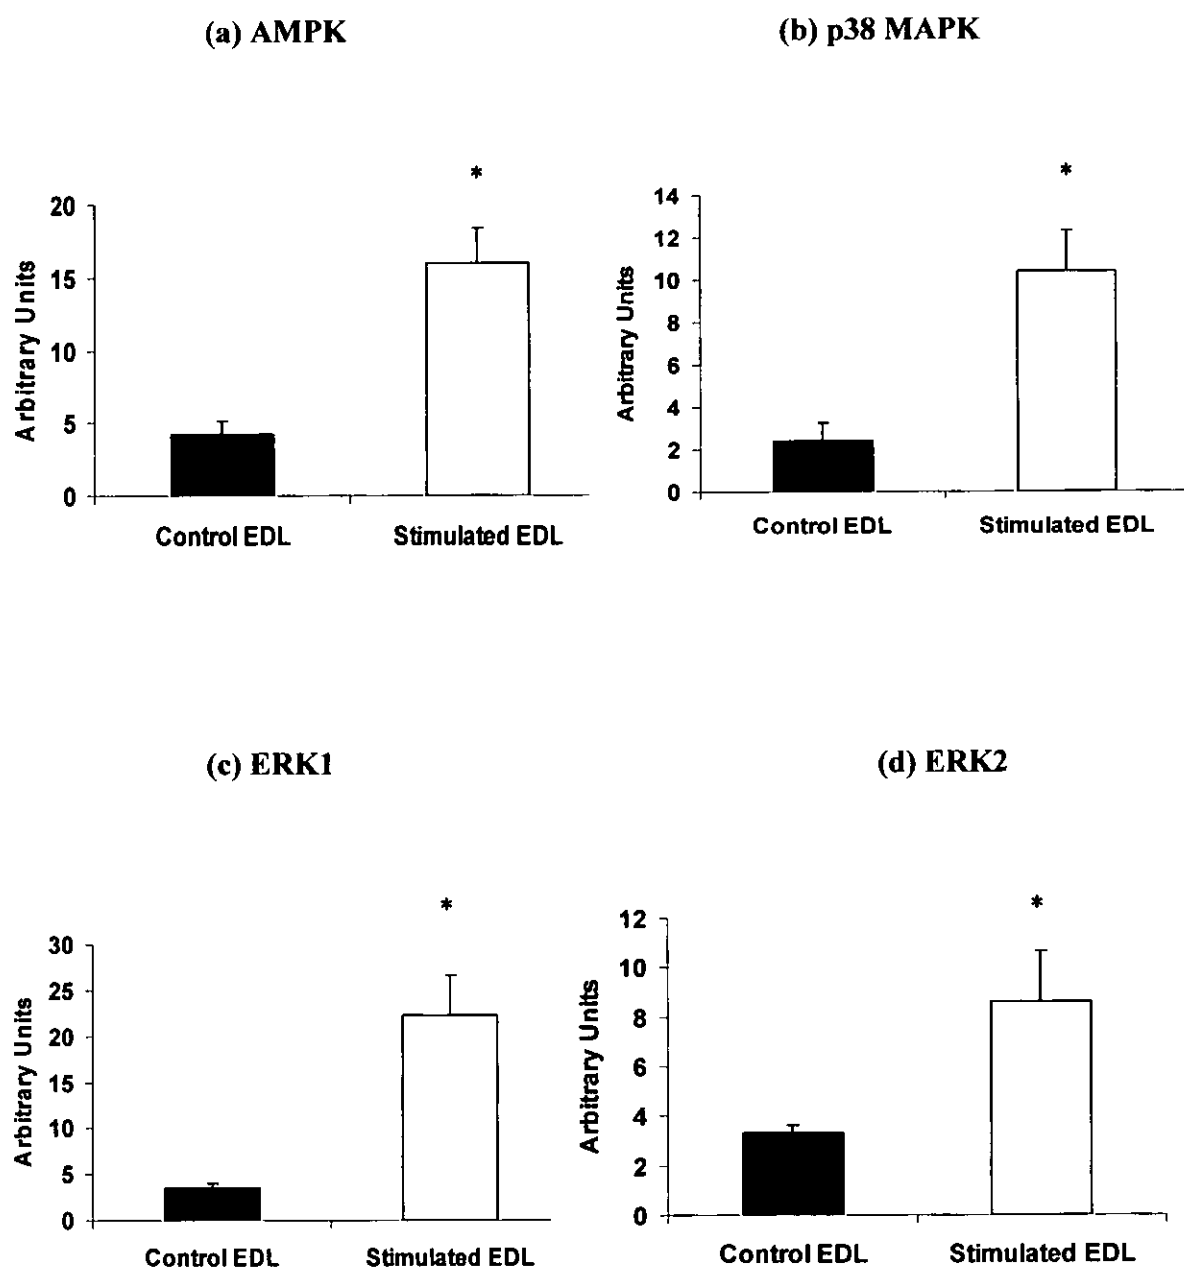 (a) AMPK
*
20
15
10
5
0
Arbitrary Units
Control EDL
Stimulated EDL
(b) p38 MAPK
*
14
12
10
8
6
4
2
0
Arbitrary Units
Control EDL
Stimulated EDL
(c) ERK1
*
30
25
20
15
10
5
0
Arbitrary Units
Control EDL
Stimulated EDL
(d) ERK2
*
12
10
8
6
4
2
0
Arbitrary Units
Control EDL
Stimulated EDL